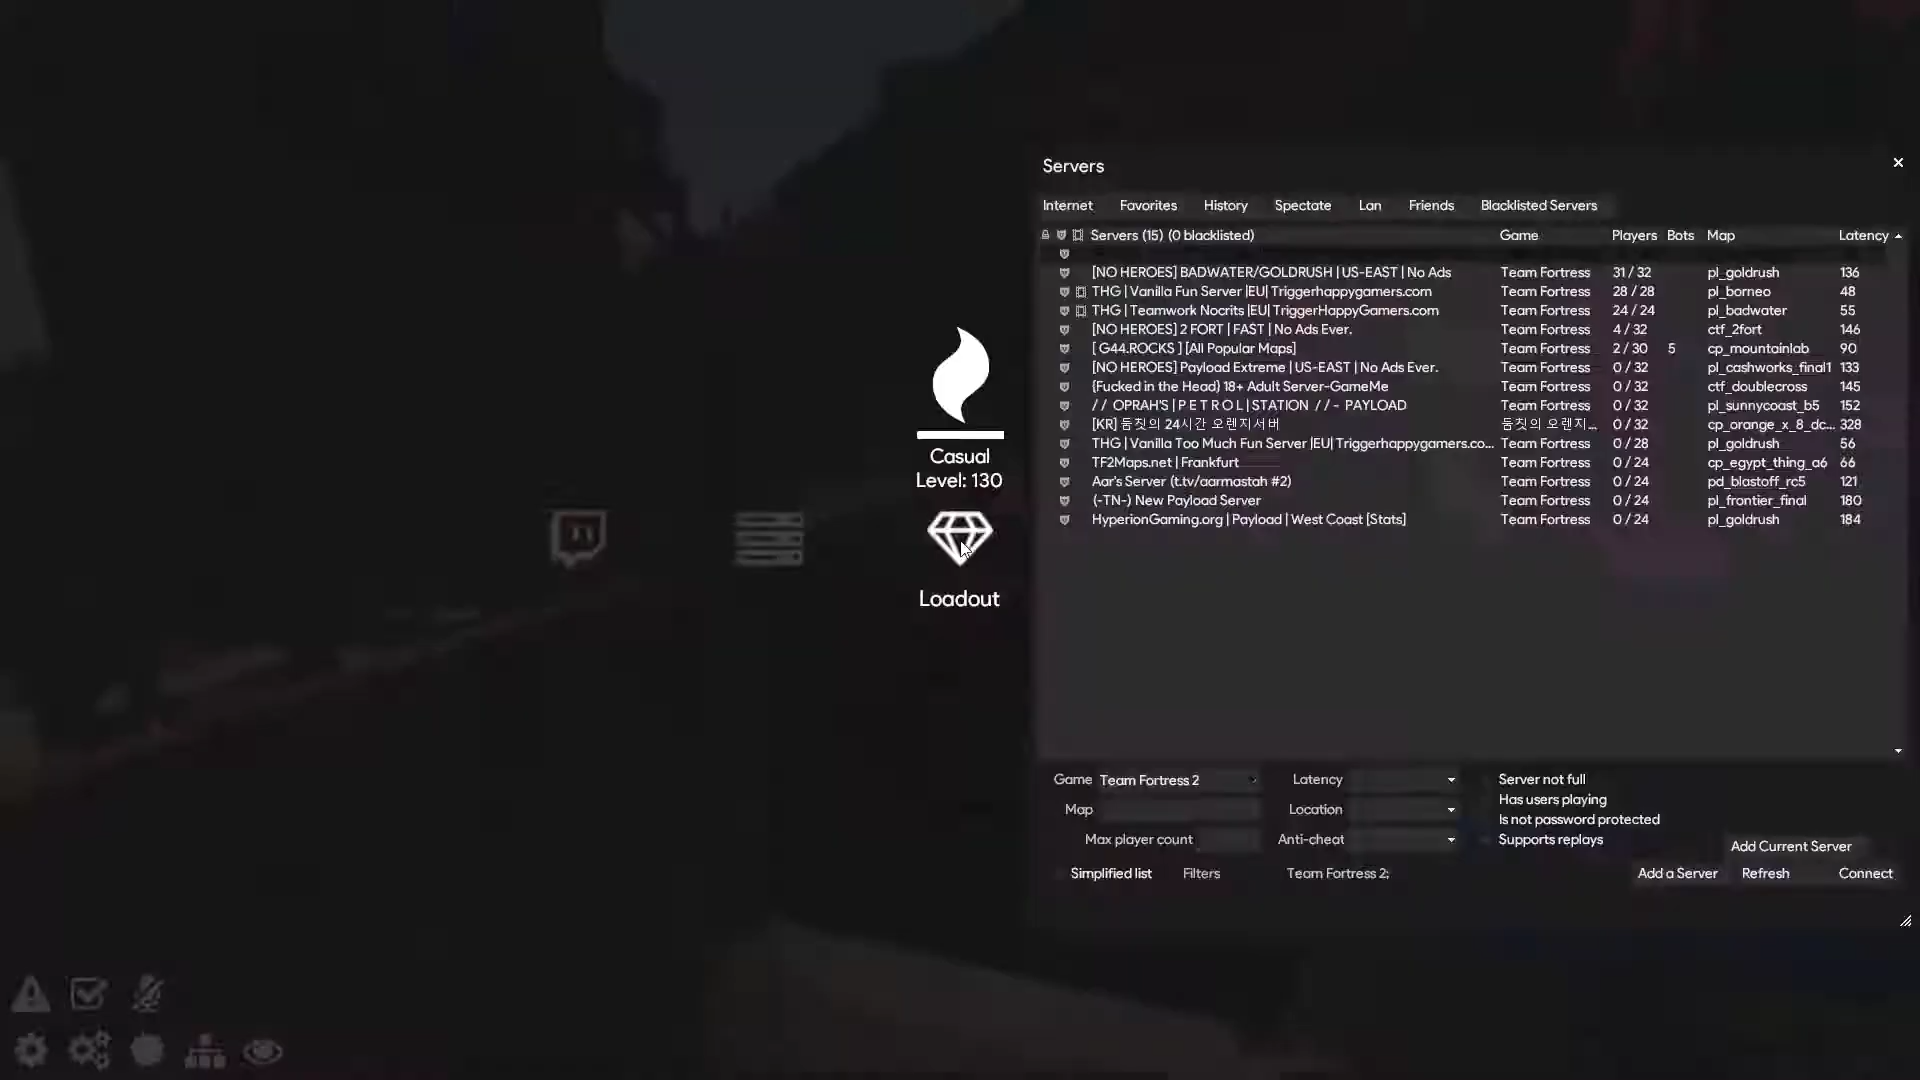 Servers
Internet Favorites History Spectate Lan Friends Blacklisted Servers
Servers (15) (0 blacklisted) Game Players Bots Map Latency
[NO HEROES] BADWATER/GOLDRUSH | US-EAST | No Ads Team Fortress 31 / 32 pl_goldrush 136
THG | Vanilla Fun Server |EU| Triggerhappygamers.com Team Fortress 28 / 28 pl_borneo 48
THG | Teamwork Nocrits |EU| TriggerHappyGamers.com Team Fortress 24 / 24 pl_badwater 55
[NO HEROES] 2 FORT | FAST | No Ads Ever. Team Fortress 4 / 32 ctf_2fort 146
[ G44.ROCKS ] [All Popular Maps] Team Fortress 2 / 30 5 cp_mountainlab 90
[NO HEROES] Payload Extreme | US-EAST | No Ads Ever. Team Fortress 0 / 32 pl_cashworks_final1 133
{Fucked in the Head} 18+ Adult Server-GameMe Team Fortress 0 / 32 ctf_doublecross 145
// OPRAH'S | P E T R O L | STATION // - PAYLOAD Team Fortress 0 / 32 pl_sunnycoast_b5 152
[KR] 둠칫의 24시간 오렌지서버 둠칫의 오렌지... 0 / 32 cp_orange_x_8_dc... 328
THG | Vanilla Too Much Fun Server |EU| Triggerhappygamers.co... Team Fortress 0 / 28 pl_goldrush 56
TF2Maps.net | Frankfurt Team Fortress 0 / 24 cp_egypt_thing_a6 66
Aar's Server (t.tv/aarmastah #2) Team Fortress 0 / 24 pd_blastoff_rc5 121
(-TN-) New Payload Server Team Fortress 0 / 24 pl_frontier_final 180
HyperionGaming.org | Payload | West Coast [Stats] Team Fortress 0 / 24 pl_goldrush 184
Casual
Level: 130
Loadout
Game Team Fortress 2 Latency Server not full
Has users playing
Map Location
Is not password protected
Max player count Anti-cheat Supports replays
Add Current Server
Simplified list Filters Team Fortress 2; Add a Server Refresh Connect